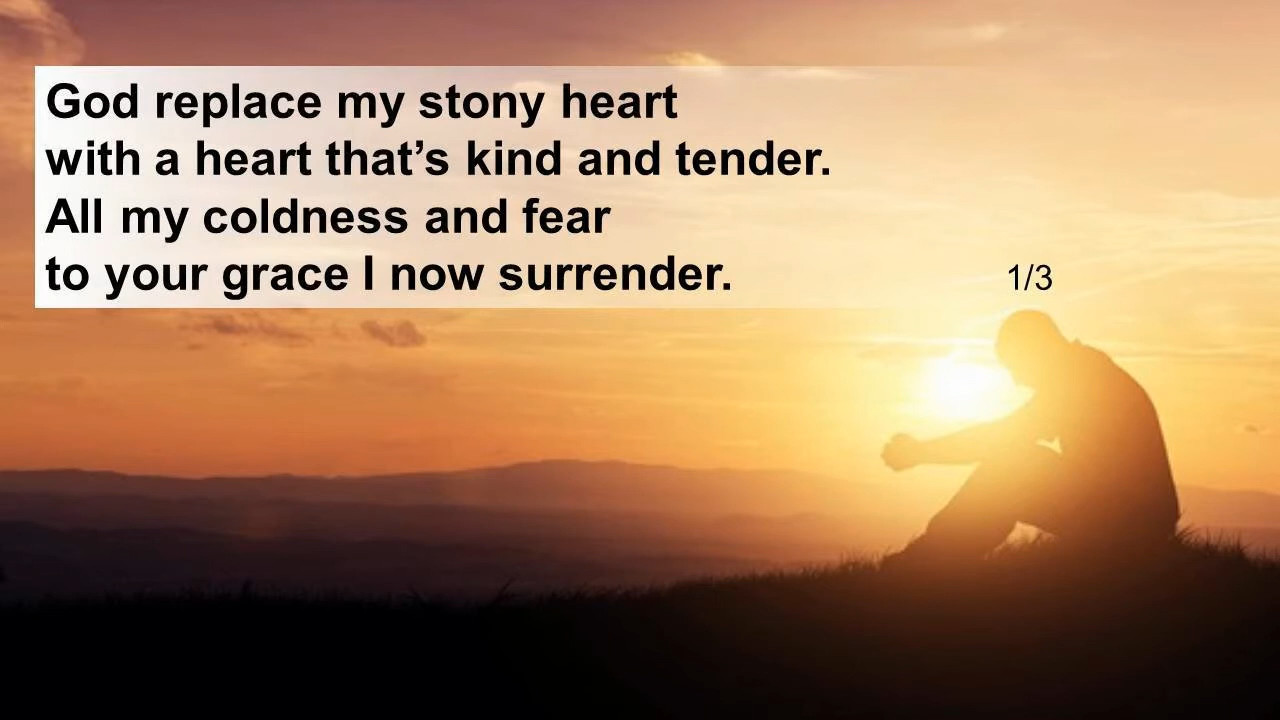 God replace my stony heart
with a heart that’s kind and tender.
All my coldness and fear
to your grace I now surrender.
1/3